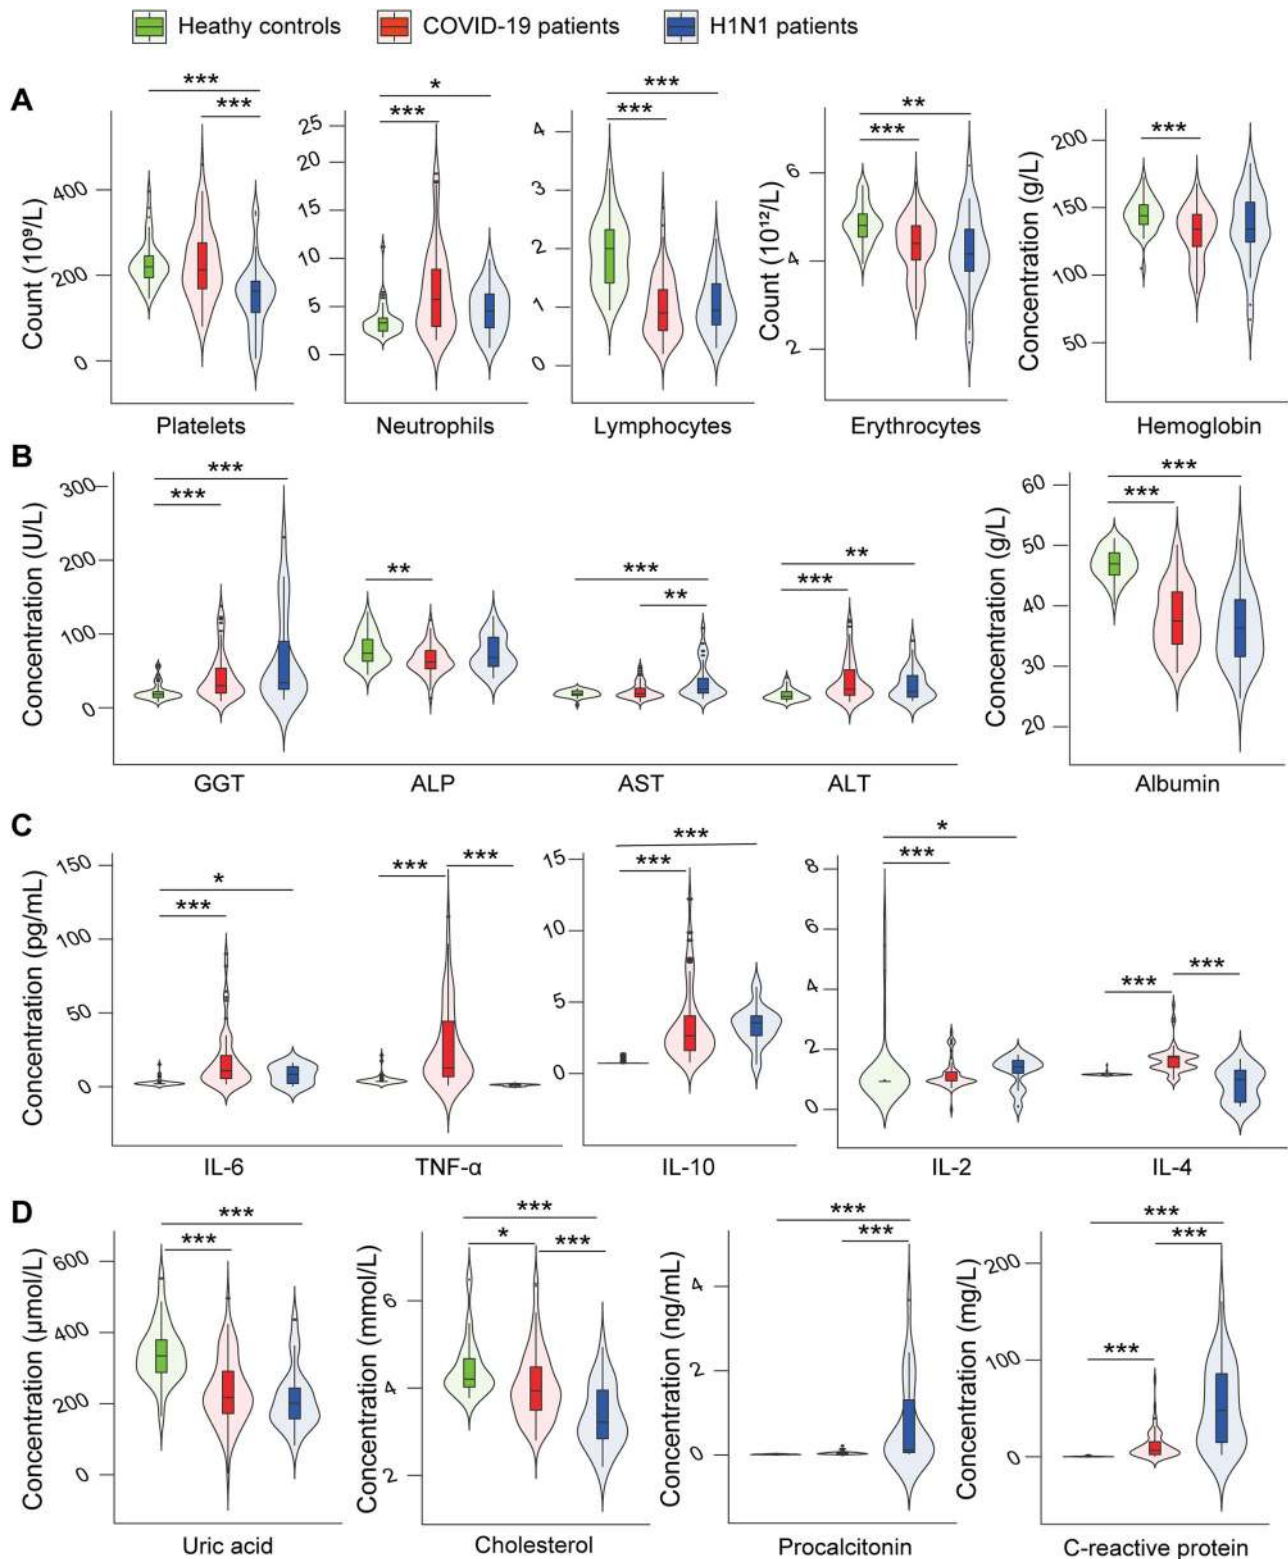 Heathy controls COVID-19 patients H1N1 patients
A
*** *** * *** *** *** ** *** ***
Count (10⁹/L) 400 200 0
25 20 15 10 5 0
4 3 2 1 0
Count (10¹²/L) 6 4 2
Concentration (g/L) 200 150 100 50
Platelets Neutrophils Lymphocytes Erythrocytes Hemoglobin
B
*** *** ** *** ** ** *** *** ***
Concentration (U/L) 300 200 100 0
Concentration (g/L) 60 50 40 30 20
GGT ALP AST ALT Albumin
C
* *** *** *** *** *** * *** *** ***
Concentration (pg/mL) 150 100 50 0
15 10 5 0
8 6 4 2 0
IL-6 TNF-α IL-10 IL-2 IL-4
D
*** *** *** * *** *** *** *** *** ***
Concentration (μmol/L) 600 400 200 0
Concentration (mmol/L) 6 4 2
Concentration (ng/mL) 4 2 0
Concentration (mg/L) 200 100 0
Uric acid Cholesterol Procalcitonin C-reactive protein